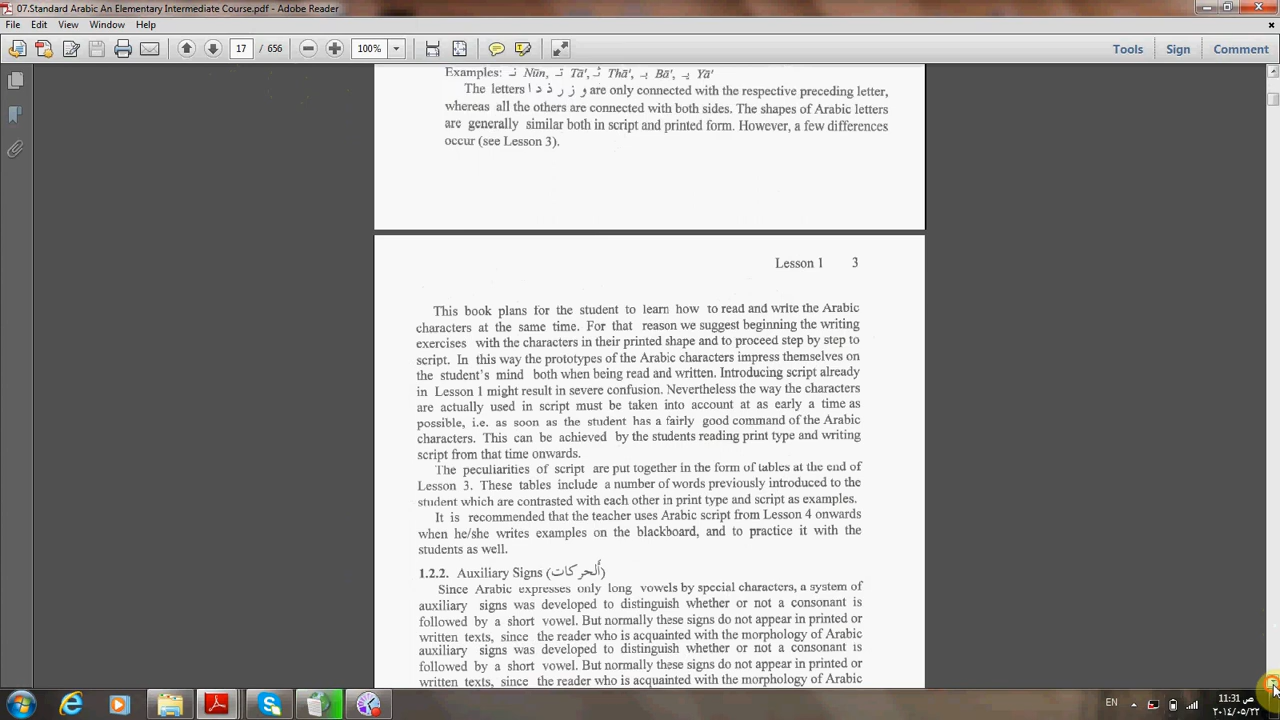 07.Standard Arabic An Elementary Intermediate Course.pdf - Adobe Reader
File Edit View Window Help
17 / 656 100% Tools Sign Comment
Examples: نـ Nūn, تـ Tā', ثـ Thā', بـ Bā', يـ Yā'
The letters و ز ر ذ د ا are only connected with the respective preceding letter,
whereas all the others are connected with both sides. The shapes of Arabic letters
are generally similar both in script and printed form. However, a few differences
occur (see Lesson 3).
Lesson 1 3
This book plans for the student to learn how to read and write the Arabic
characters at the same time. For that reason we suggest beginning the writing
exercises with the characters in their printed shape and to proceed step by step to
script. In this way the prototypes of the Arabic characters impress themselves on
the student's mind both when being read and written. Introducing script already
in Lesson 1 might result in severe confusion. Nevertheless the way the characters
are actually used in script must be taken into account at as early a time as
possible, i.e. as soon as the student has a fairly good command of the Arabic
characters. This can be achieved by the students reading print type and writing
script from that time onwards.
The peculiarities of script are put together in the form of tables at the end of
Lesson 3. These tables include a number of words previously introduced to the
student which are contrasted with each other in print type and script as examples.
It is recommended that the teacher uses Arabic script from Lesson 4 onwards
when he/she writes examples on the blackboard, and to practice it with the
students as well.
1.2.2. Auxiliary Signs (أَلحركات)
Since Arabic expresses only long vowels by special characters, a system of
auxiliary signs was developed to distinguish whether or not a consonant is
followed by a short vowel. But normally these signs do not appear in printed or
written texts, since the reader who is acquainted with the morphology of Arabic
auxiliary signs was developed to distinguish whether or not a consonant is
followed by a short vowel. But normally these signs do not appear in printed or
written texts, since the reader who is acquainted with the morphology of Arabic
EN 11:31 ص
٢٠١٤/٠٥/٢٢